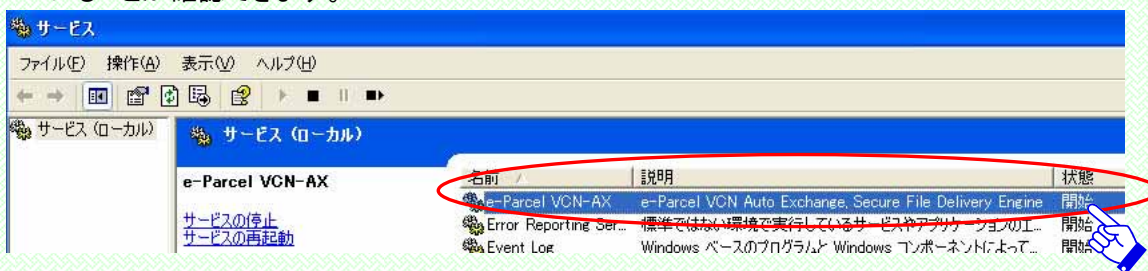 サービス
ファイル(F) 操作(A) 表示(V) ヘルプ(H)
サービス (ローカル)
サービス (ローカル)
e-Parcel VCN-AX
サービスの停止
サービスの再起動
名前 説明 状態
e-Parcel VCN-AX e-Parcel VCN Auto Exchange, Secure File Delivery Engine 開始
Error Reporting Ser... 標準ではない環境で実行しているサービスやアプリケーションのエ... 開始
Event Log Windows ベースのプログラムと Windows コンポーネントによって... 開始